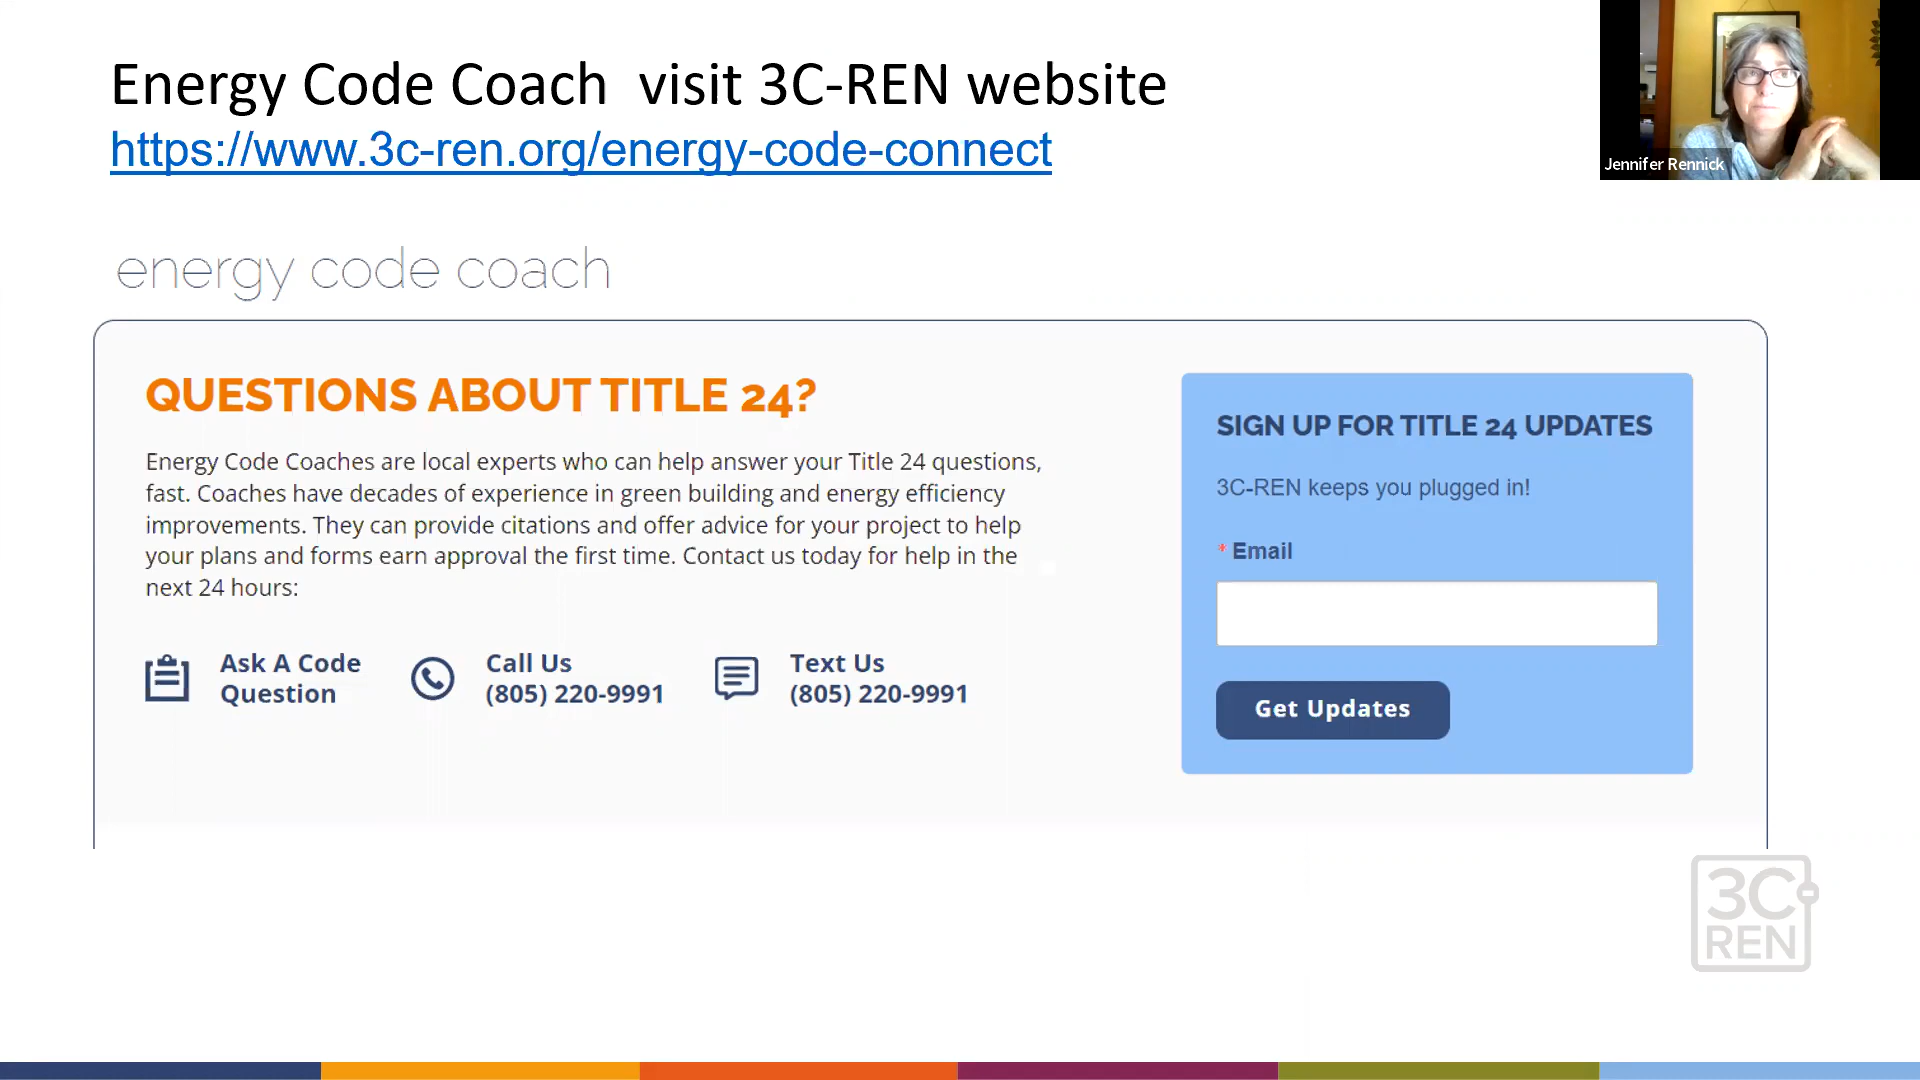 Energy Code Coach  visit 3C-REN website
https://www.3c-ren.org/energy-code-connect
Jennifer Rennick
energy code coach
QUESTIONS ABOUT TITLE 24?
Energy Code Coaches are local experts who can help answer your Title 24 questions,
fast. Coaches have decades of experience in green building and energy efficiency
improvements. They can provide citations and offer advice for your project to help
your plans and forms earn approval the first time. Contact us today for help in the
next 24 hours:
Ask A Code
Question
Call Us
(805) 220-9991
Text Us
(805) 220-9991
SIGN UP FOR TITLE 24 UPDATES
3C-REN keeps you plugged in!
* Email
Get Updates
3C-
REN